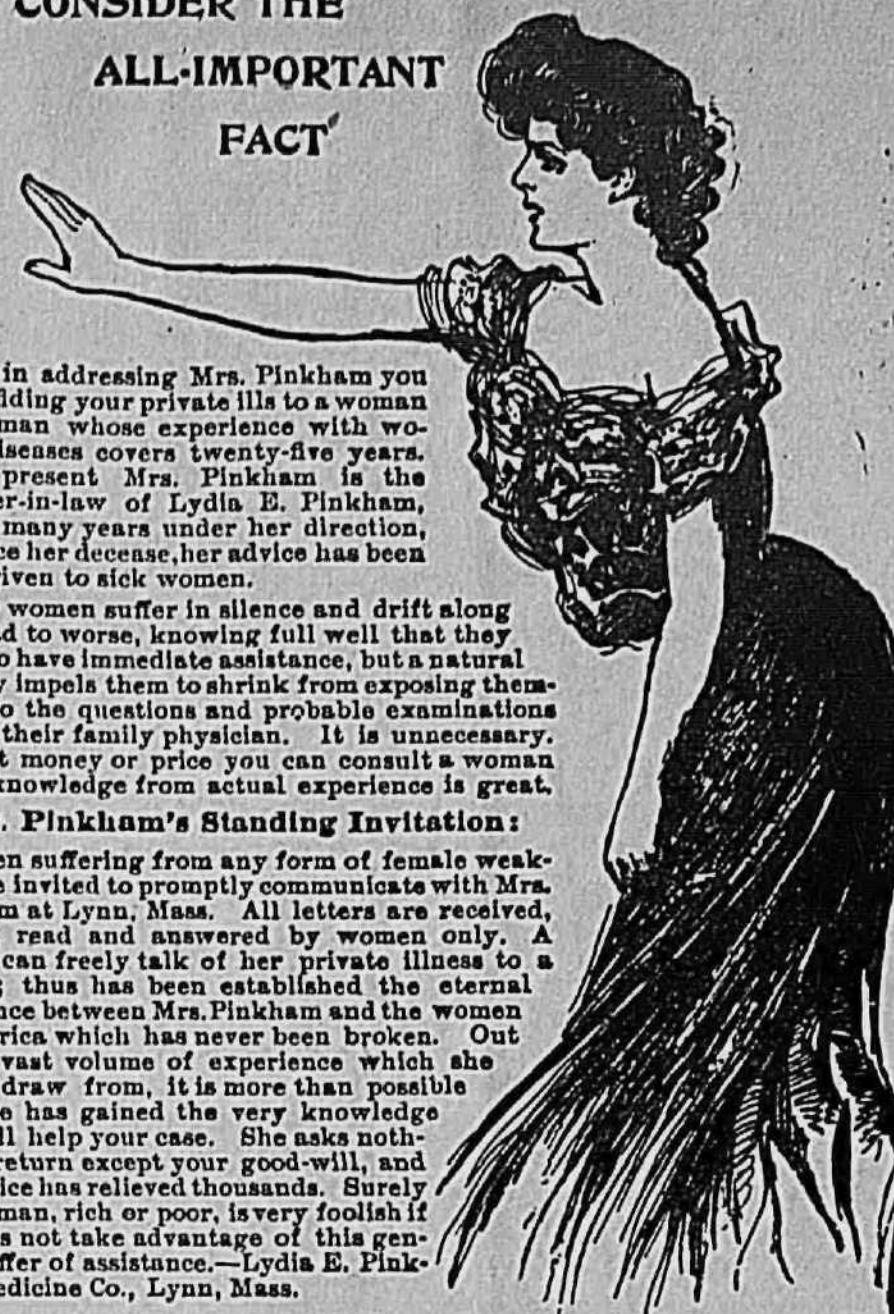 CONSIDER THE
ALL-IMPORTANT
FACT
in addressing Mrs. Pinkham you
iding your private ills to a woman
man whose experience with wo-
iseases covers twenty-five years.
present Mrs. Pinkham is the
er-in-law of Lydia E. Pinkham,
many years under her direction,
ce her decease, her advice has been
iven to sick women.
women suffer in silence and drift along
d to worse, knowing full well that they
o have immediate assistance, but a natural
y impels them to shrink from exposing them-
o the questions and probable examinations
their family physician. It is unnecessary.
t money or price you can consult a woman
knowledge from actual experience is great.
. Pinkham's Standing Invitation:
en suffering from any form of female weak-
e invited to promptly communicate with Mrs.
m at Lynn, Mass. All letters are received,
read and answered by women only. A
can freely talk of her private illness to a
; thus has been established the eternal
nce between Mrs. Pinkham and the women
rica which has never been broken. Out
vast volume of experience which she
draw from, it is more than possible
e has gained the very knowledge
ll help your case. She asks noth-
return except your good-will, and
ice has relieved thousands. Surely
man, rich or poor, is very foolish if
s not take advantage of this gen-
ffer of assistance.—Lydia E. Pink-
edicine Co., Lynn, Mass.